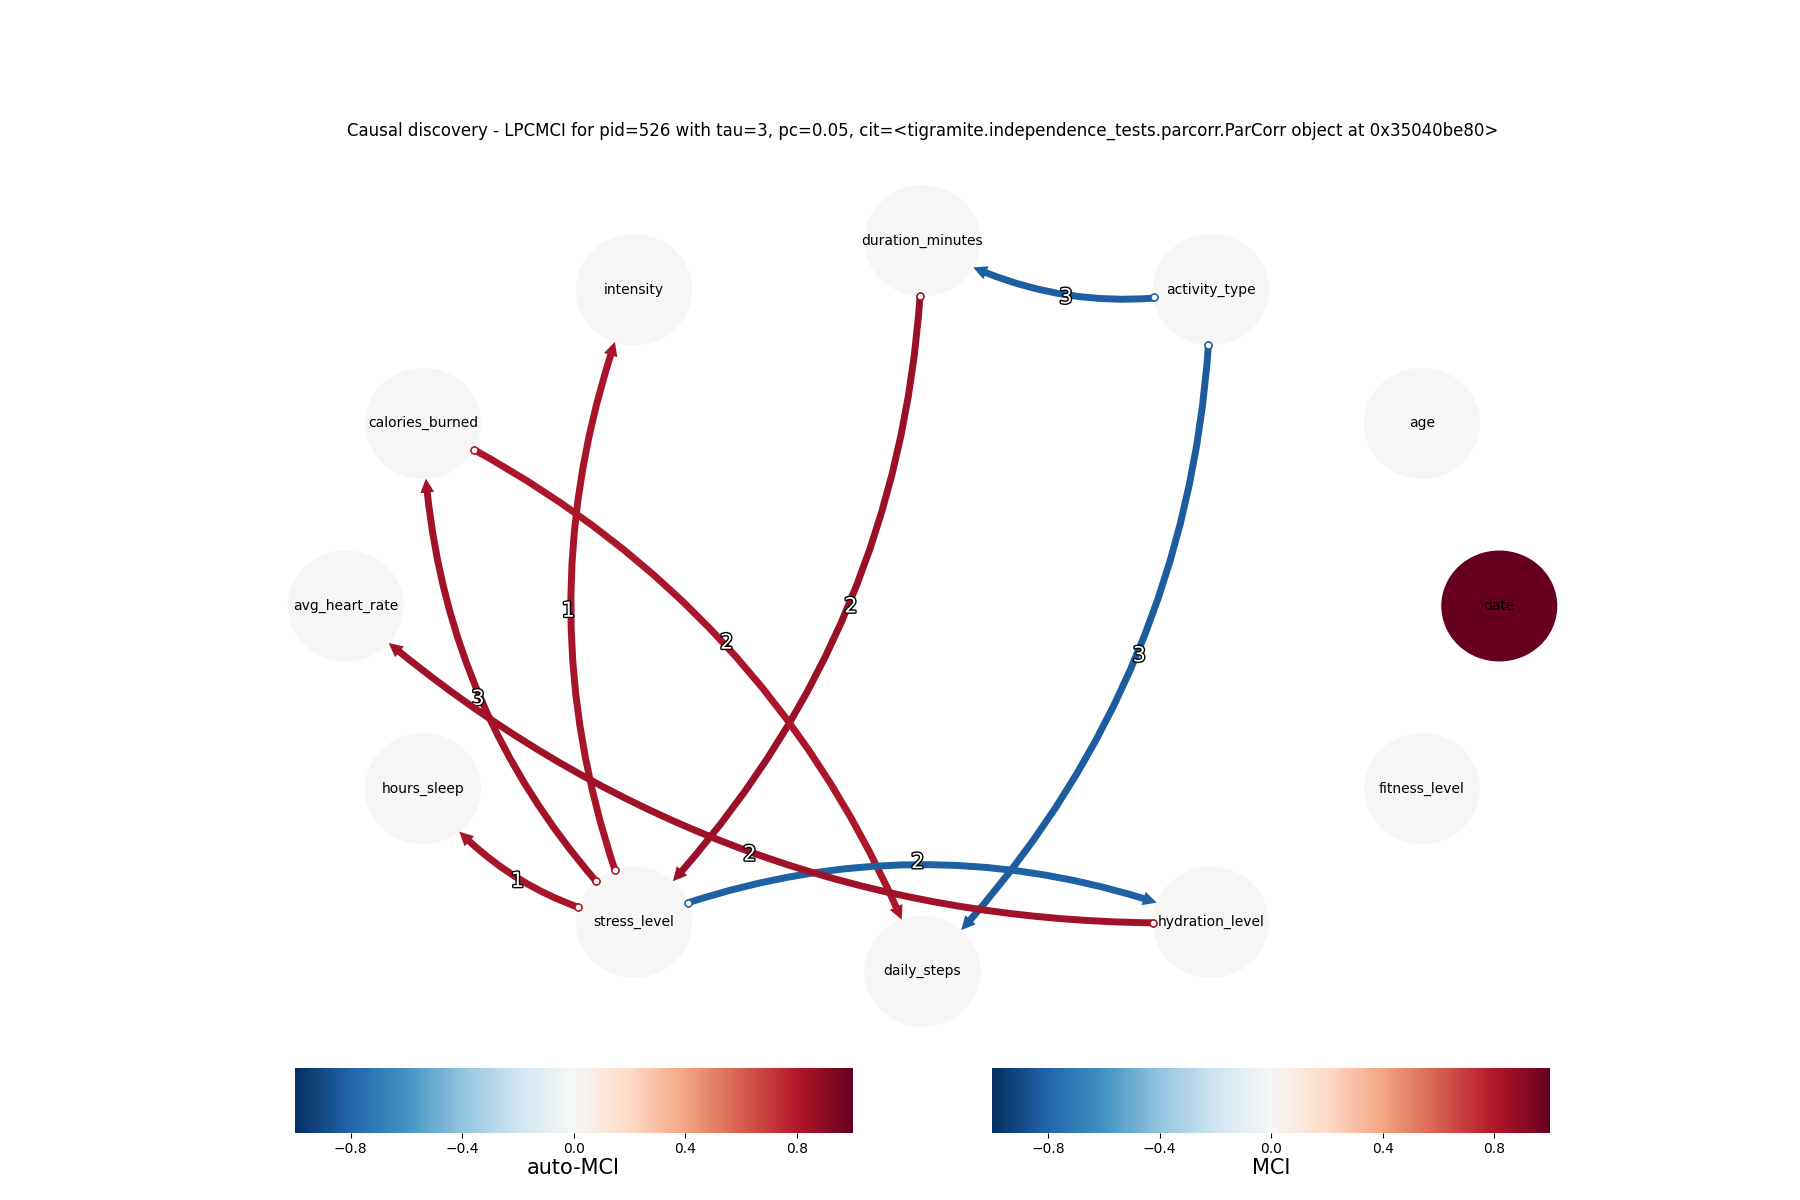 Causal discovery - LPCMCI for pid=526 with tau=3, pc=0.05, cit=<tigramite.independence_tests.parcorr.ParCorr object at 0x35040be80>
duration_minutes
intensity
activity_type
3
calories_burned
age
avg_heart_rate
date
1
2
2
3
3
hours_sleep
fitness_level
2
2
1
stress_level
hydration_level
daily_steps
−0.8 −0.4 0.0 0.4 0.8
auto-MCI
−0.8 −0.4 0.0 0.4 0.8
MCI